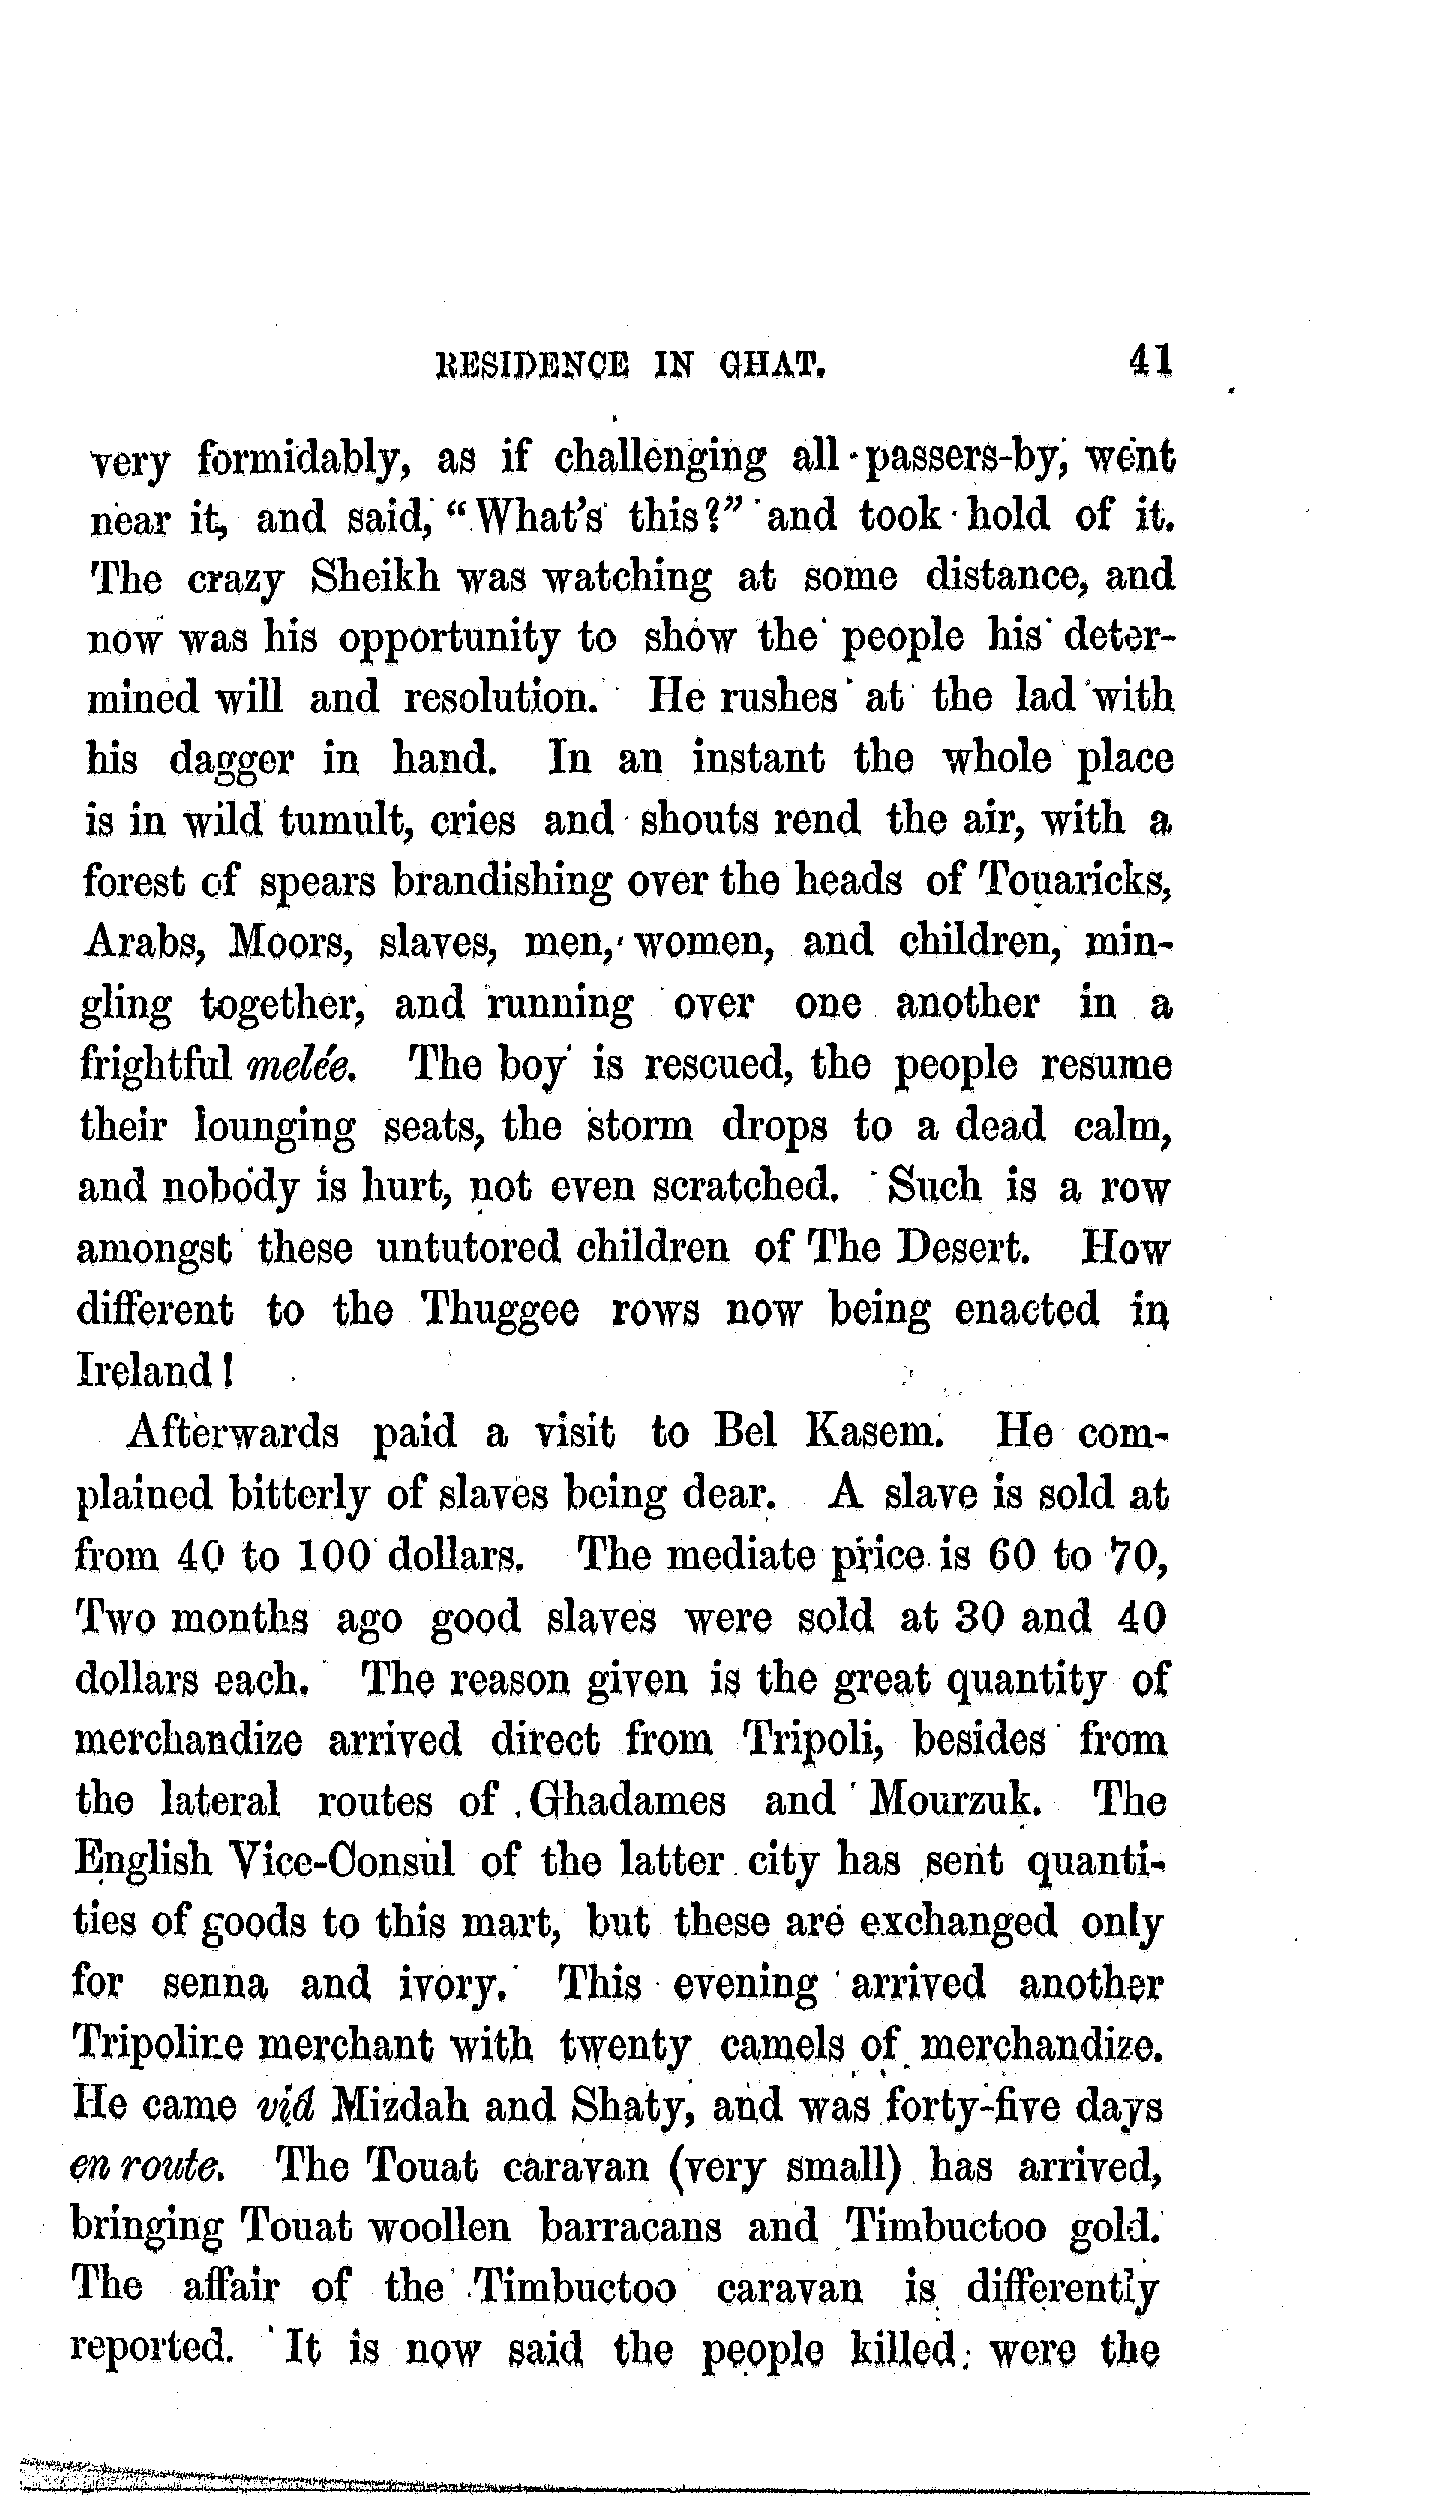 RESIDENCE IN GHAT. 41
very formidably, as if challenging all passers-by, went
near it, and said, “What's this?” and took hold of it.
The crazy Sheikh was watching at some distance, and
now was his opportunity to show the people his deter-
mined will and resolution. He rushes at the lad with
his dagger in hand. In an instant the whole place
is in wild tumult, cries and shouts rend the air, with a
forest of spears brandishing over the heads of Touaricks,
Arabs, Moors, slaves, men, women, and children, min-
gling together, and running over one another in a
frightful melée. The boy is rescued, the people resume
their lounging seats, the storm drops to a dead calm,
and nobody is hurt, not even scratched. Such is a row
amongst these untutored children of The Desert. How
different to the Thuggee rows now being enacted in
Ireland!
Afterwards paid a visit to Bel Kasem. He com-
plained bitterly of slaves being dear. A slave is sold at
from 40 to 100 dollars. The mediate price is 60 to 70,
Two months ago good slaves were sold at 30 and 40
dollars each. The reason given is the great quantity of
merchandize arrived direct from Tripoli, besides from
the lateral routes of Ghadames and Mourzuk. The
English Vice-Consul of the latter city has sent quanti-
ties of goods to this mart, but these are exchanged only
for senna and ivory. This evening arrived another
Tripoline merchant with twenty camels of merchandize.
He came viâ Mizdah and Shaty, and was forty-five days
en route. The Touat caravan (very small) has arrived,
bringing Touat woollen barracans and Timbuctoo gold.
The affair of the Timbuctoo caravan is differently
reported. It is now said the people killed were the